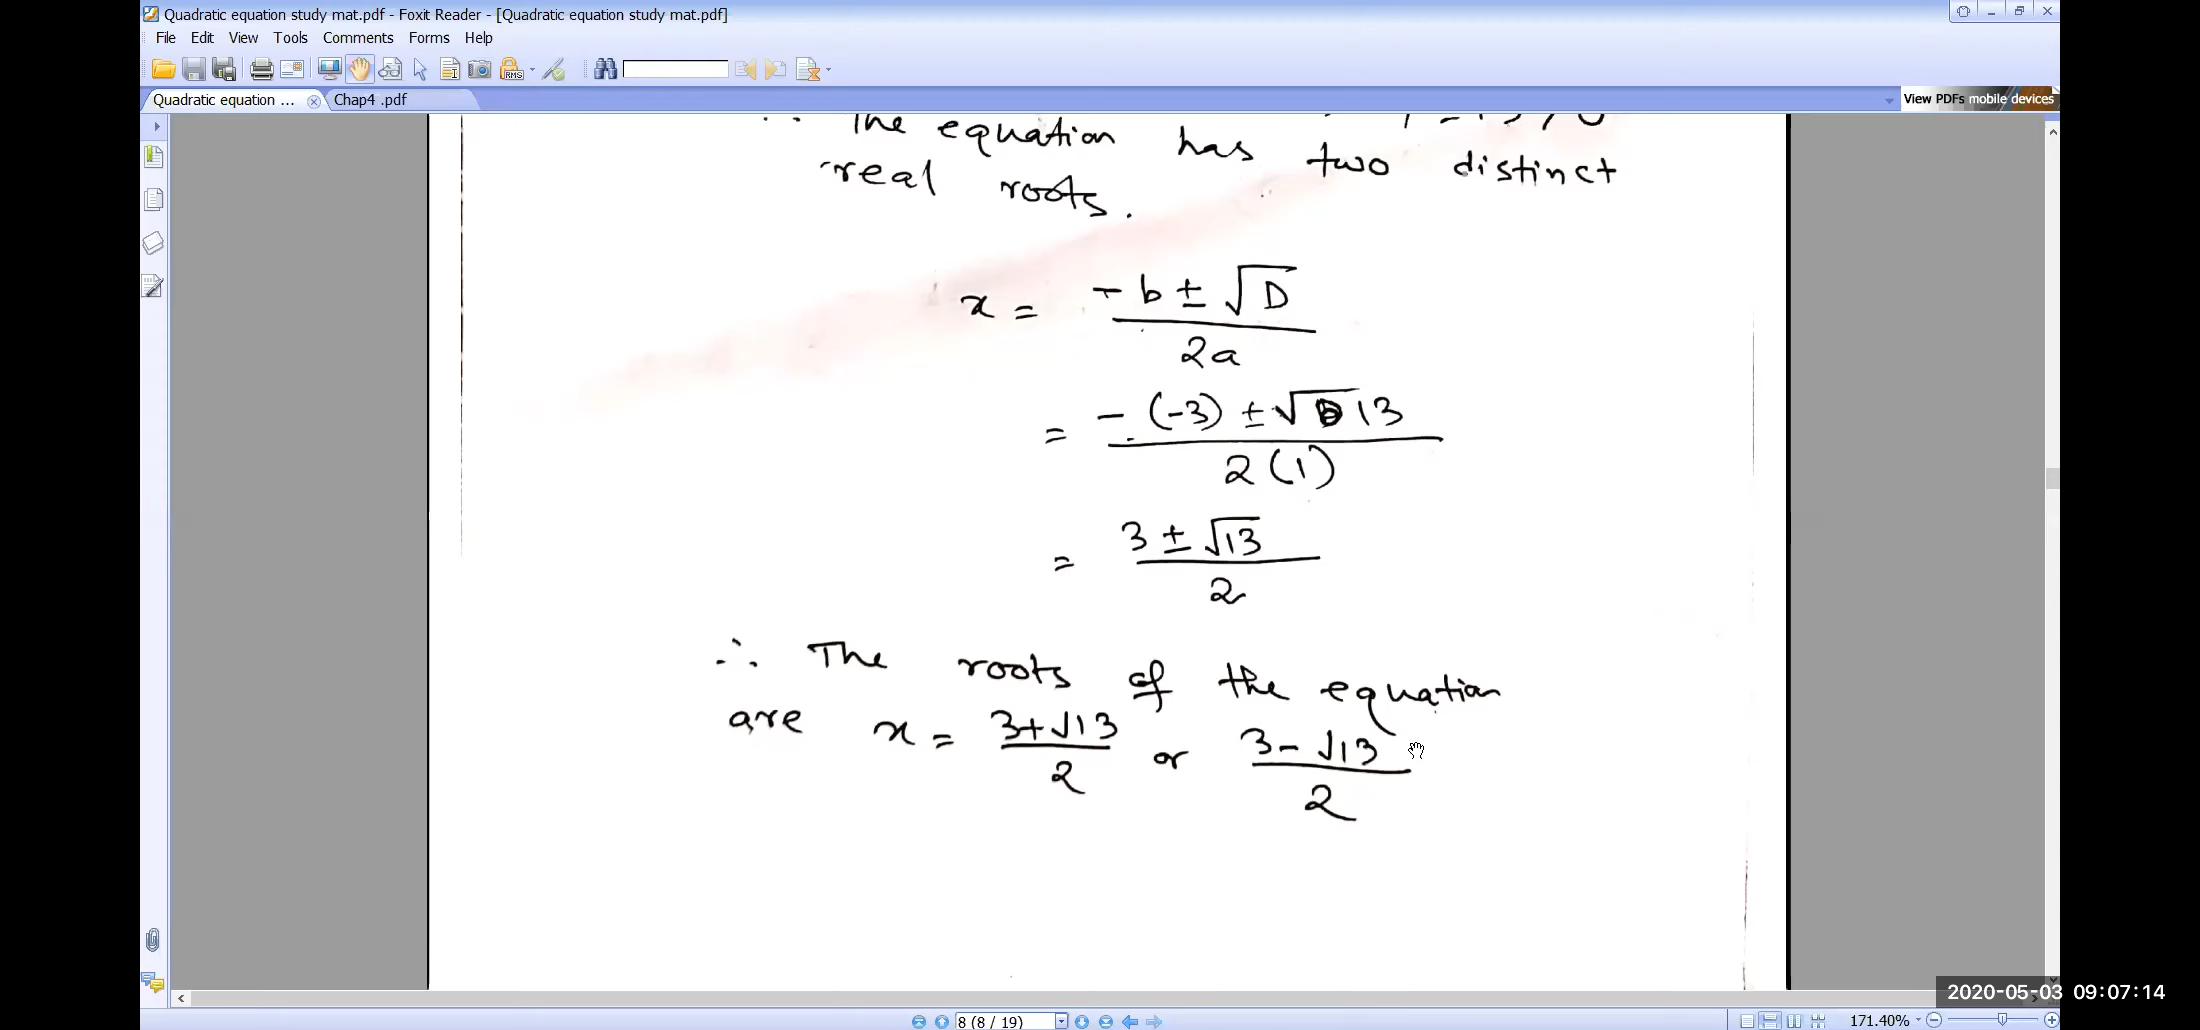 Quadratic equation study mat.pdf - Foxit Reader - [Quadratic equation study mat.pdf]
File Edit View Tools Comments Forms Help
RMS
Quadratic equation ... Chap4 .pdf
View PDFs mobile devices
∴ The equation has two distinct
real roots.
x = (-b ± √D) / 2a
= (-(-3) ± √13) / 2(1)
= (3 ± √13) / 2
∴ The roots of the equation
are x = (3+√13) / 2 or (3-√13) / 2
2020-05-03 09:07:14
8 (8 / 19)
171.40%